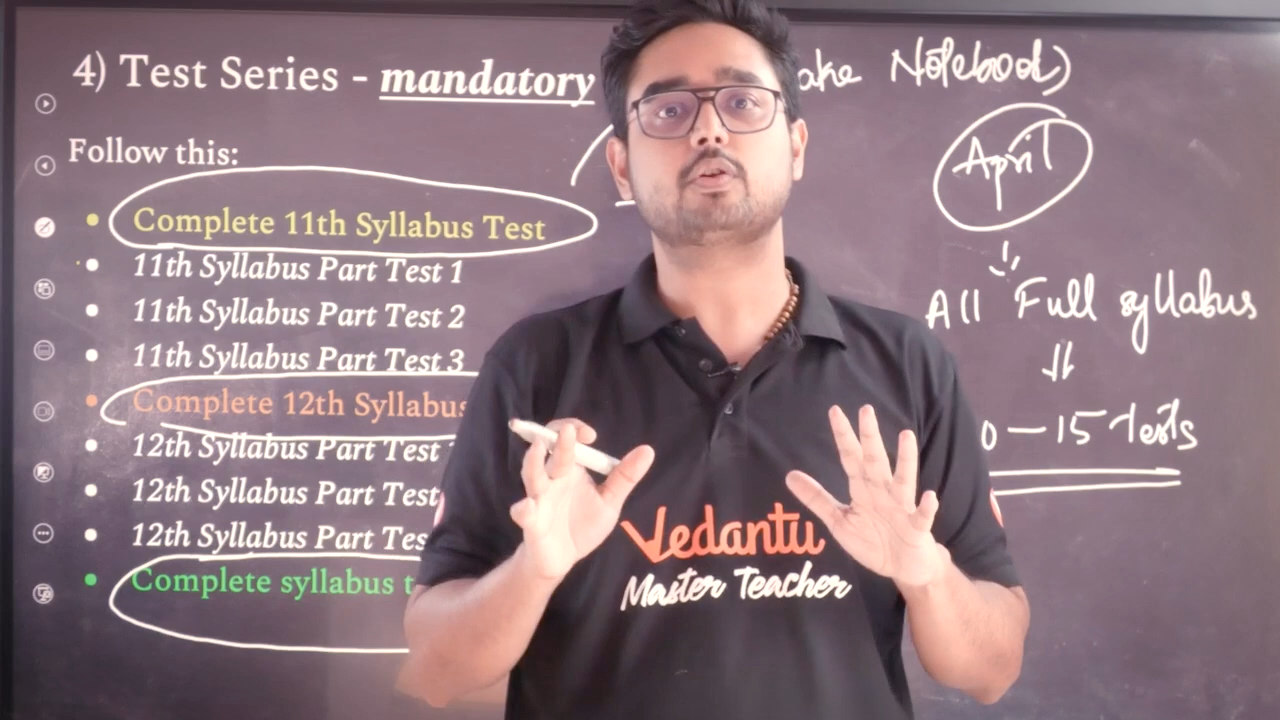 4) Test Series - mandatory
ake Notebook)
Follow this:
April
Complete 11th Syllabus Test
11th Syllabus Part Test 1
11th Syllabus Part Test 2
11th Syllabus Part Test 3
Complete 12th Syllabus
12th Syllabus Part Test
12th Syllabus Part Test
12th Syllabus Part Tes
Complete syllabus t
All Full syllabus
0 - 15 tests
Vedantu
Master Teacher